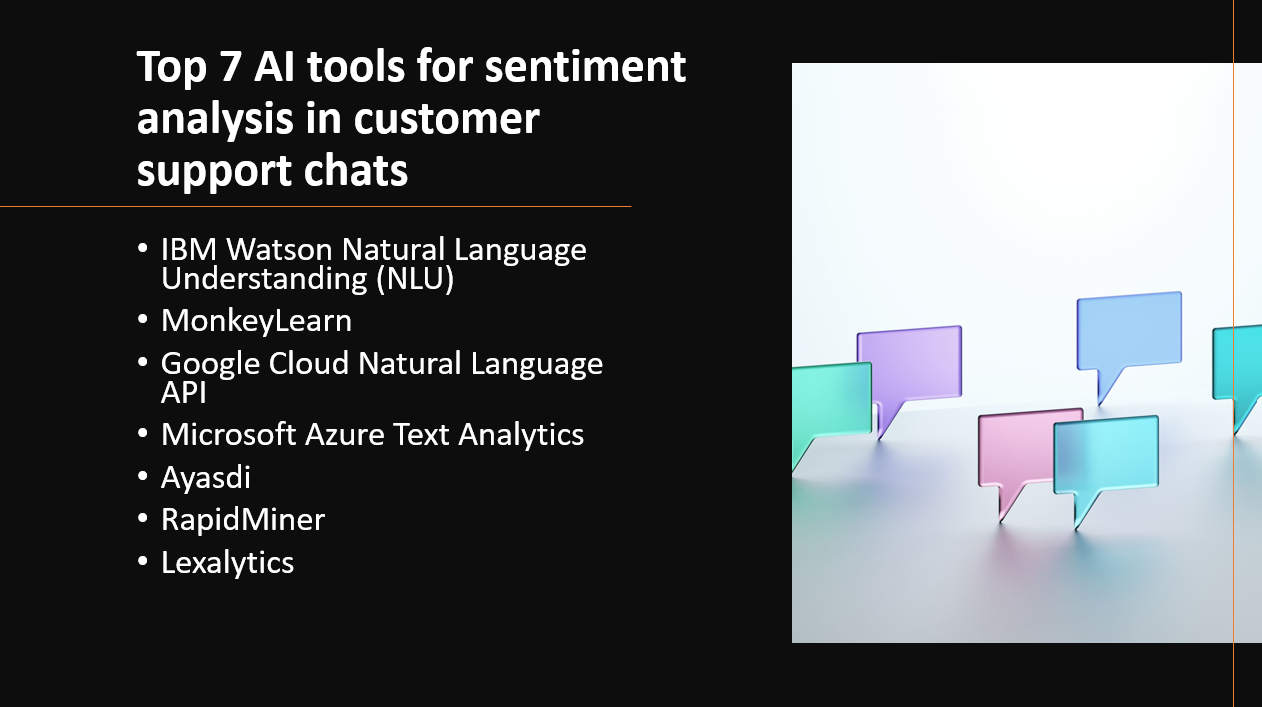 Top 7 AI tools for sentiment
analysis in customer
support chats
• IBM Watson Natural Language
Understanding (NLU)
• MonkeyLearn
• Google Cloud Natural Language
API
• Microsoft Azure Text Analytics
• Ayasdi
• RapidMiner
• Lexalytics